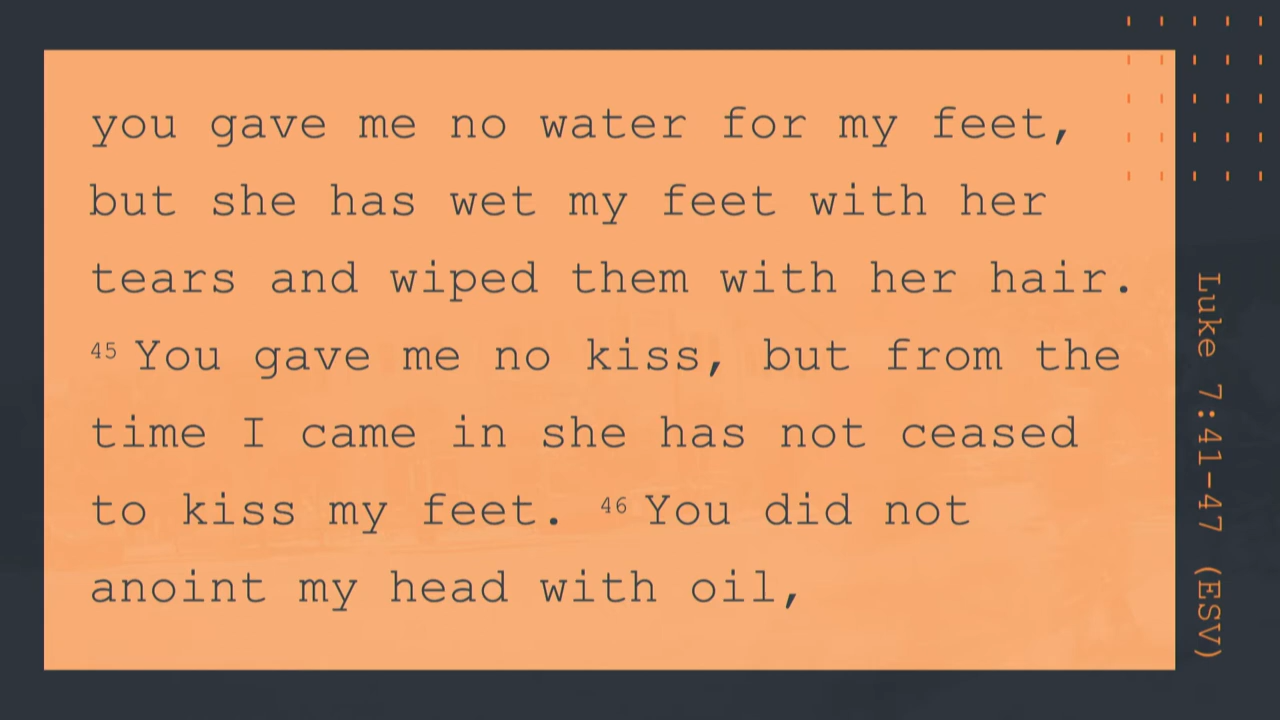 you gave me no water for my feet,
but she has wet my feet with her
tears and wiped them with her hair.
45 You gave me no kiss, but from the
time I came in she has not ceased
to kiss my feet. 46 You did not
anoint my head with oil,
Luke 7:41-47 (ESV)